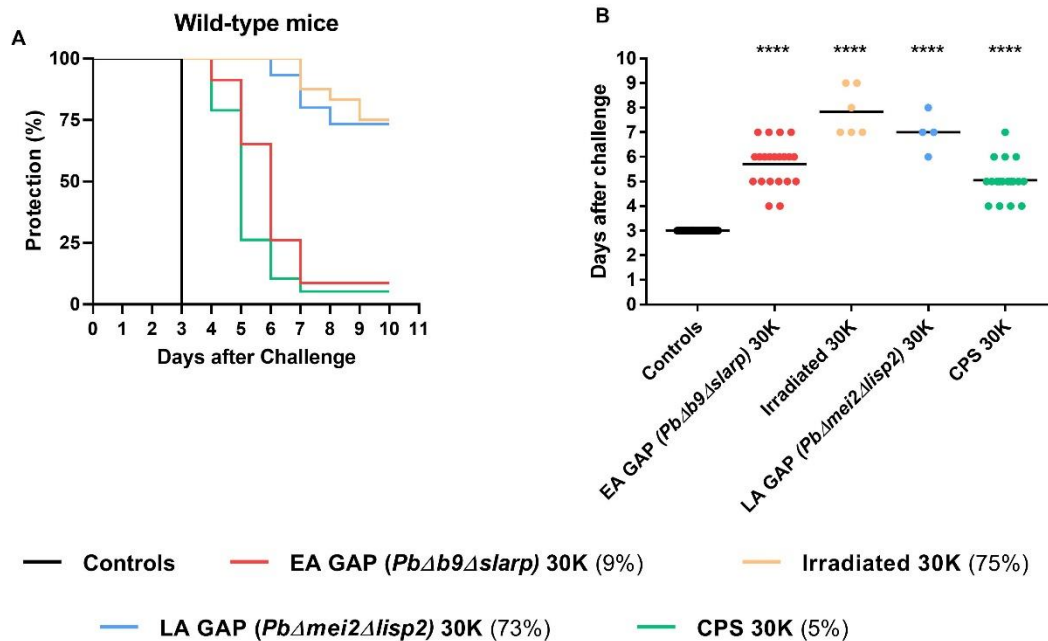 A
Wild-type mice
Protection (%)
100
75
50
25
0
0 1 2 3 4 5 6 7 8 9 10 11
Days after Challenge
B
**** **** **** ****
Days after challenge
10
9
8
7
6
5
4
3
2
1
0
Controls
EA GAP (PbΔb9Δslarp) 30K
Irradiated 30K
LA GAP (PbΔmei2Δlisp2) 30K
CPS 30K
Controls EA GAP (PbΔb9Δslarp) 30K (9%) Irradiated 30K (75%)
LA GAP (PbΔmei2Δlisp2) 30K (73%) CPS 30K (5%)